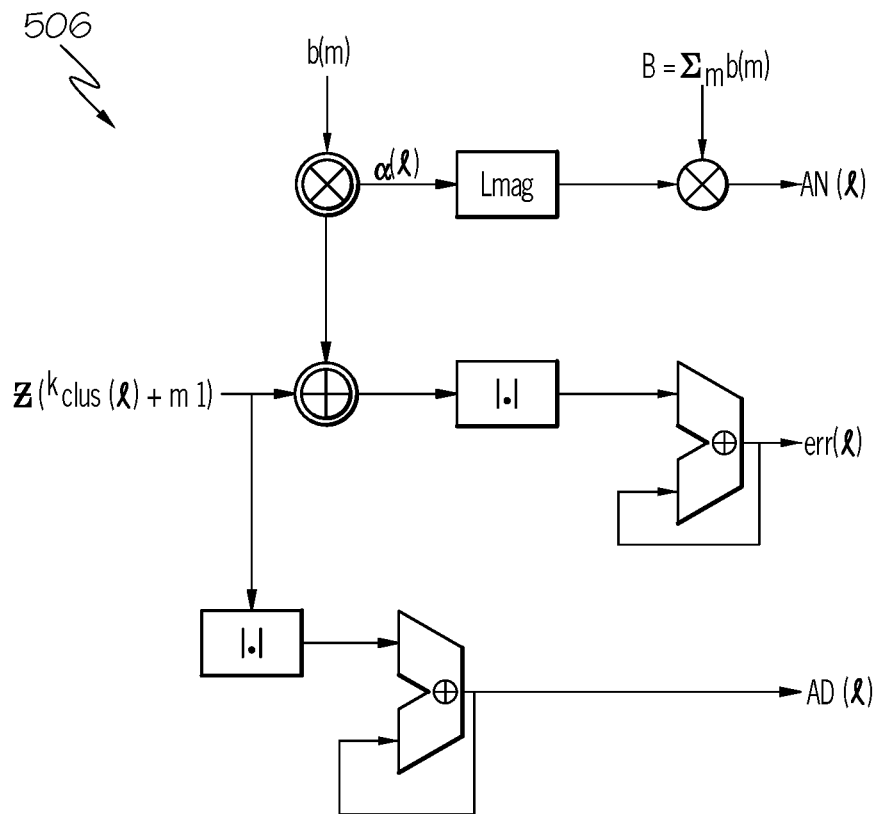 506
b(m)
B = Σₘb(m)
α(ℓ)
Lmag
AN (ℓ)
Z (ᵏclus (ℓ) + m 1)
|•|
err(ℓ)
|•|
AD (ℓ)